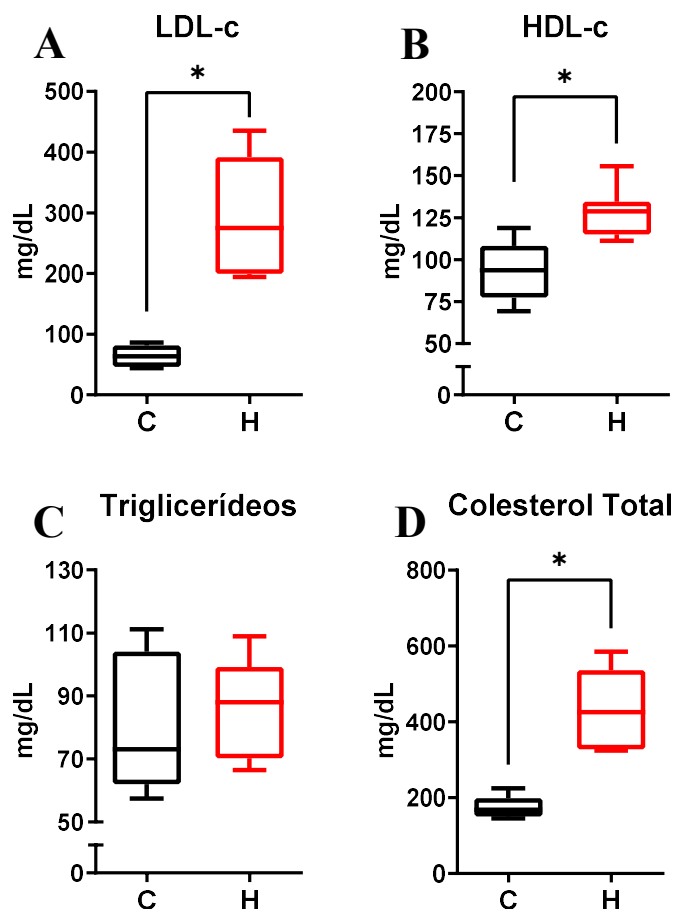 A
LDL-c
*
mg/dL
500
400
300
200
100
0
C
H
B
HDL-c
*
mg/dL
200
175
150
125
100
75
50
0
C
H
C
Triglicerídeos
mg/dL
130
110
90
70
50
0
C
H
D
Colesterol Total
*
mg/dL
800
600
400
200
0
C
H